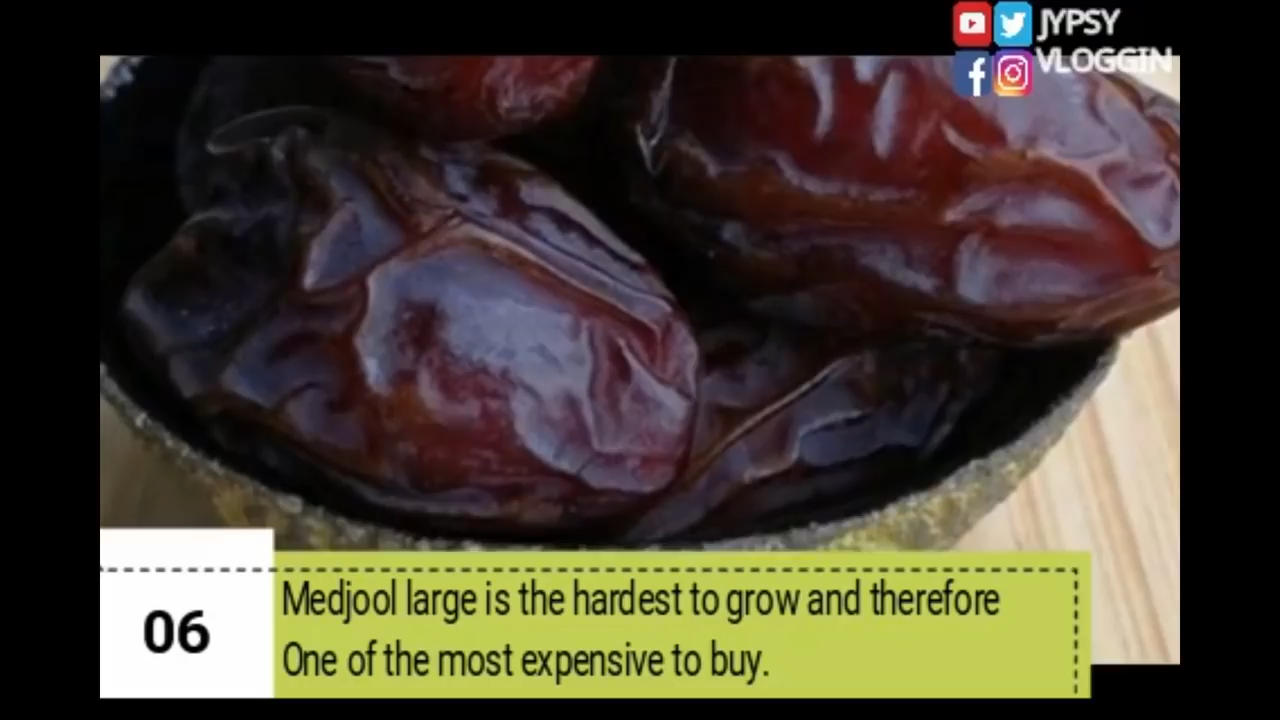 JYPSY
VLOGGIN
06
Medjool large is the hardest to grow and therefore
One of the most expensive to buy.